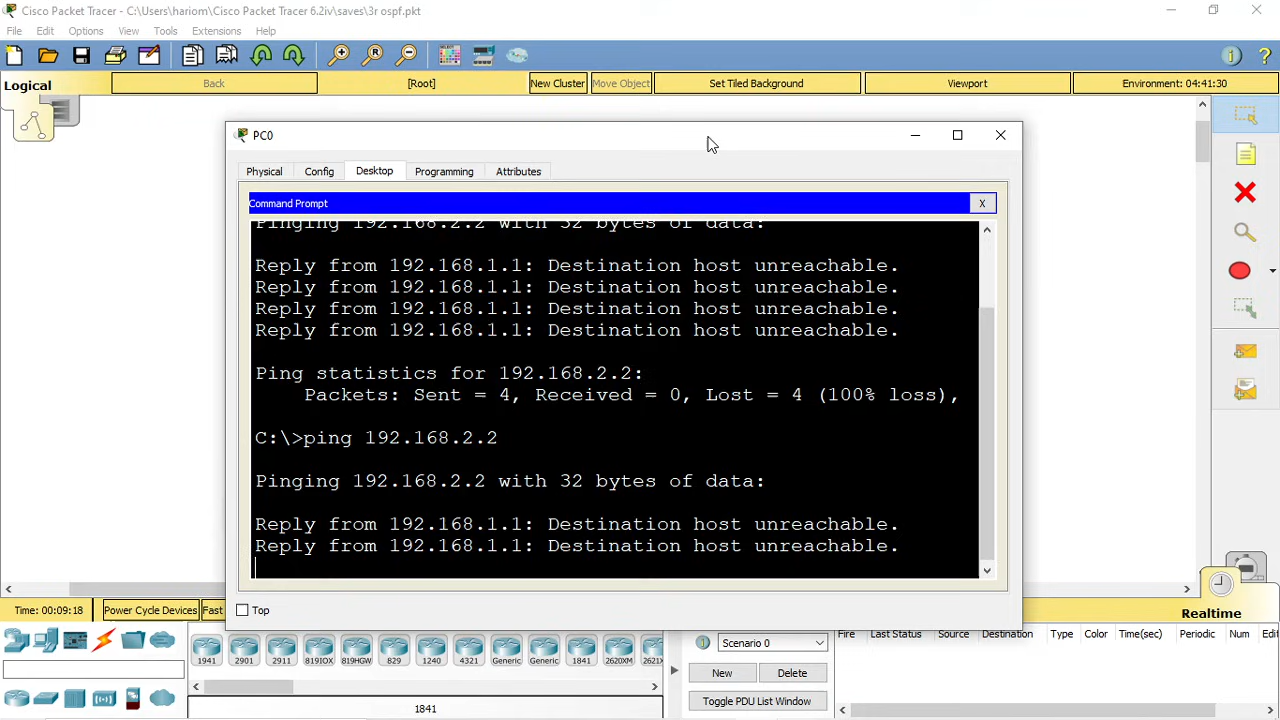 Cisco Packet Tracer - C:\Users\hariom\Cisco Packet Tracer 6.2iv\saves\3r ospf.pkt
File Edit Options View Tools Extensions Help
Logical Back [Root] New Cluster Move Object Set Tiled Background Viewport Environment: 04:41:30
PC0
Physical Config Desktop Programming Attributes
Command Prompt X
Pinging 192.168.2.2 with 32 bytes of data:
Reply from 192.168.1.1: Destination host unreachable.
Reply from 192.168.1.1: Destination host unreachable.
Reply from 192.168.1.1: Destination host unreachable.
Reply from 192.168.1.1: Destination host unreachable.
Ping statistics for 192.168.2.2:
Packets: Sent = 4, Received = 0, Lost = 4 (100% loss),
C:\>ping 192.168.2.2
Pinging 192.168.2.2 with 32 bytes of data:
Reply from 192.168.1.1: Destination host unreachable.
Reply from 192.168.1.1: Destination host unreachable.
Top
Time: 00:09:18 Power Cycle Devices Fast Realtime
Fire Last Status Source Destination Type Color Time(sec) Periodic Num Edi
Scenario 0
1941 2901 2911 819IOX 819HGW 829 1240 4321 Generic Generic 1841 2620XM 2621X
New Delete
Toggle PDU List Window
1841